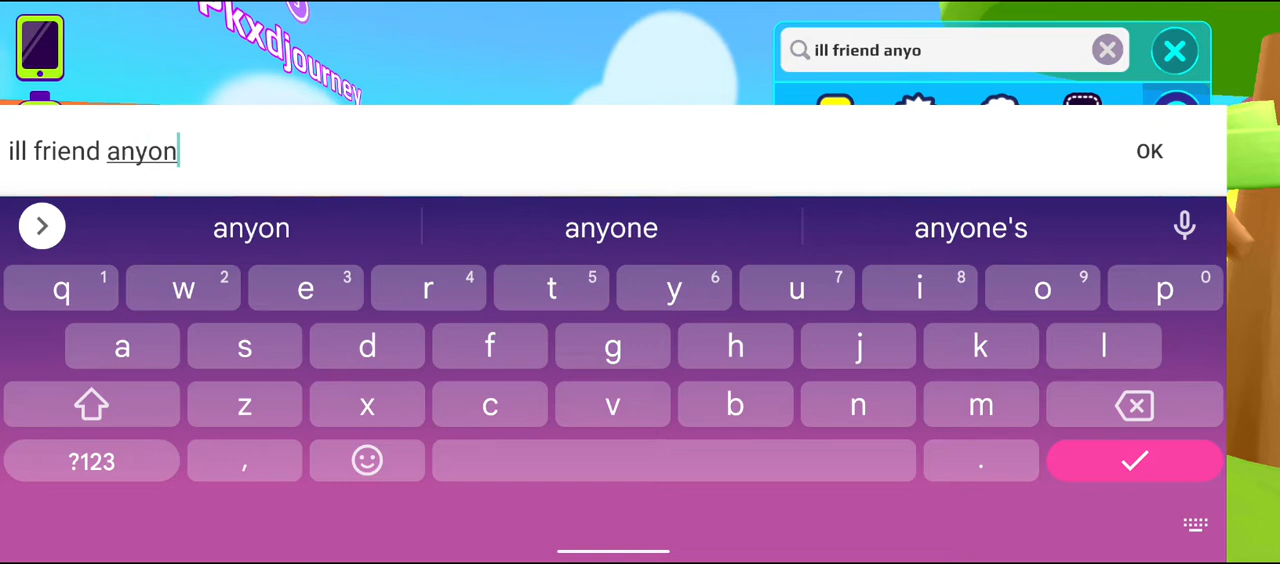 pkxdjourney
ill friend anyo
ill friend anyon
OK
anyon anyone anyone's
q 1 w 2 e 3 r 4 t 5 y 6 u 7 i 8 o 9 p 0
a s d f g h j k l
z x c v b n m
?123 , .